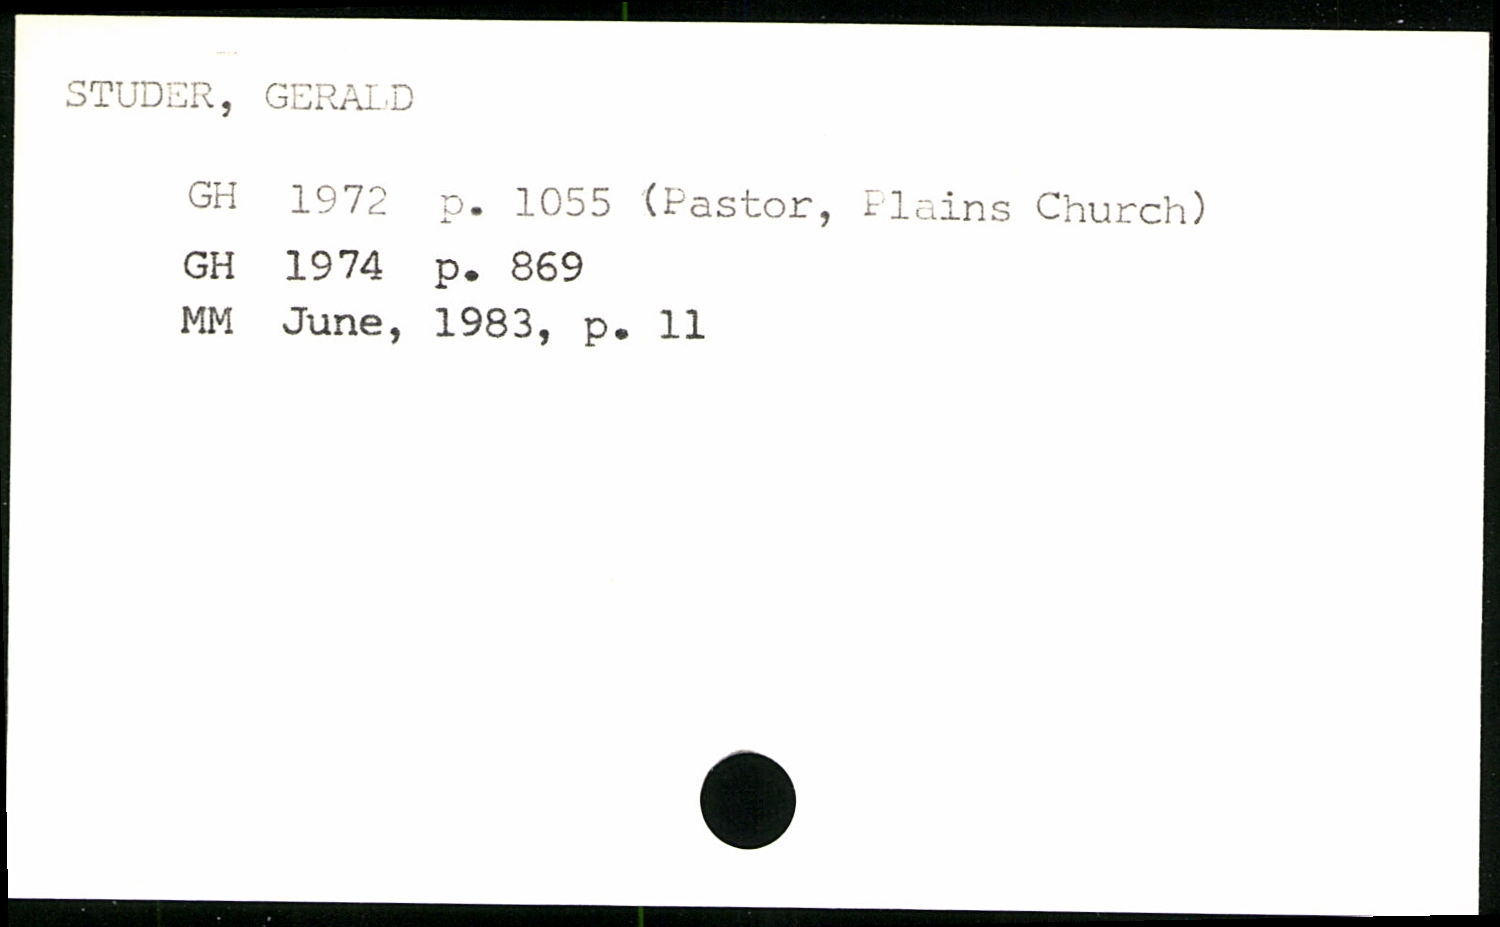 STUDER, GERALD
GH 1972 p. 1055 (Pastor, Plains Church)
GH 1974 p. 869
MM June, 1983, p. 11